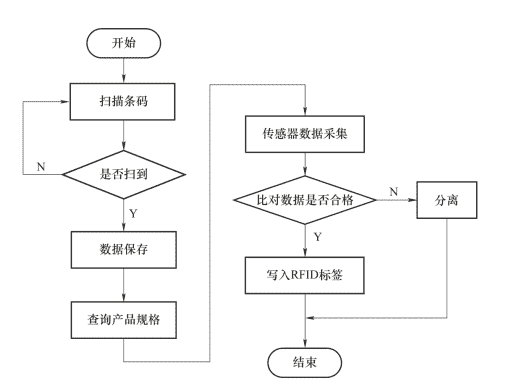 开始
扫描条码
是否扫到
N
Y
数据保存
查询产品规格
传感器数据采集
比对数据是否合格
N
分离
Y
写入RFID标签
结束